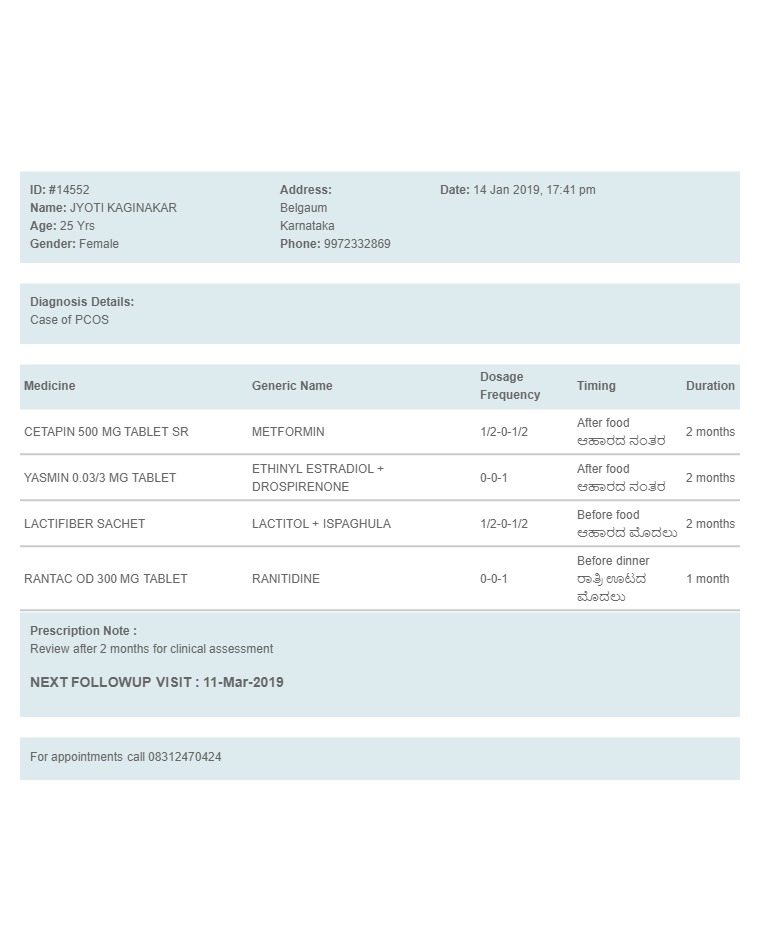 ID: #14552
Name: JYOTI KAGINAKAR
Age: 25 Yrs
Gender: Female
Address:
Belgaum
Karnataka
Phone: 9972332869
Date: 14 Jan 2019, 17:41 pm
Diagnosis Details:
Case of PCOS
Medicine Generic Name Dosage Frequency Timing Duration
CETAPIN 500 MG TABLET SR METFORMIN 1/2-0-1/2 After food 2 months
ಆಹಾರದ ನಂತರ
YASMIN 0.03/3 MG TABLET ETHINYL ESTRADIOL + DROSPIRENONE 0-0-1 After food 2 months
ಆಹಾರದ ನಂತರ
LACTIFIBER SACHET LACTITOL + ISPAGHULA 1/2-0-1/2 Before food 2 months
ಆಹಾರದ ಮೊದಲು
RANTAC OD 300 MG TABLET RANITIDINE 0-0-1 Before dinner 1 month
ರಾತ್ರಿ ಊಟದ
ಮೊದಲು
Prescription Note :
Review after 2 months for clinical assessment
NEXT FOLLOWUP VISIT : 11-Mar-2019
For appointments call 08312470424